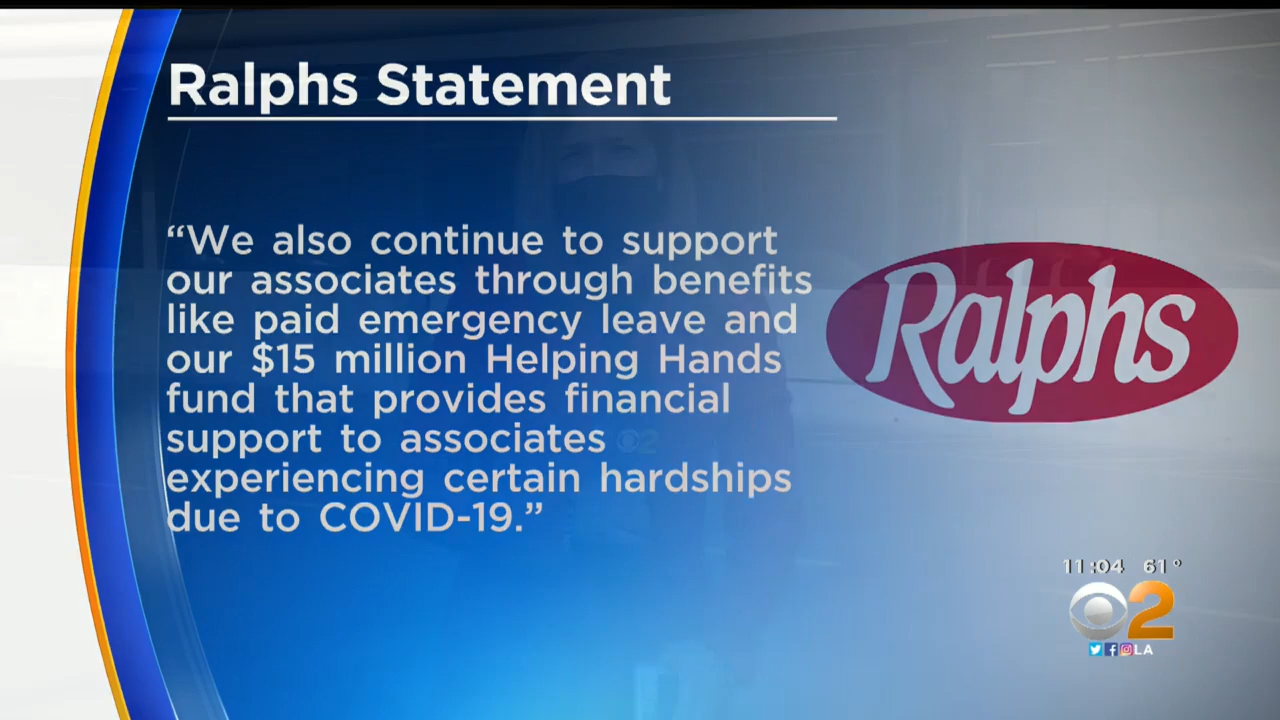 Ralphs Statement
“We also continue to support
our associates through benefits
like paid emergency leave and
our $15 million Helping Hands
fund that provides financial
support to associates
experiencing certain hardships
due to COVID-19.”
Ralphs
11:04 61°
2
LA